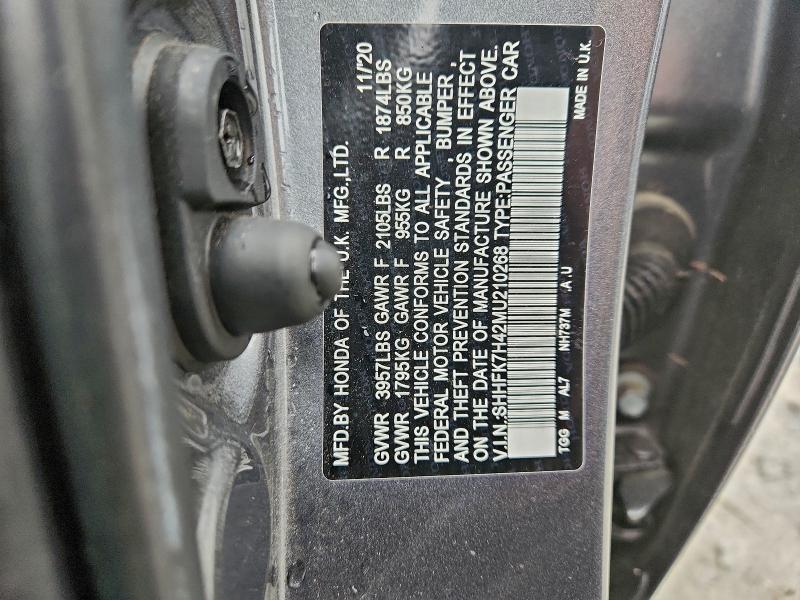 MFD.BY HONDA OF THE U.K. MFG.,LTD. 11/20
GVWR 3957LBS GAWR F 2105LBS R 1874LBS
GVWR 1795KG GAWR F 955KG R 850KG
THIS VEHICLE CONFORMS TO ALL APPLICABLE
FEDERAL MOTOR VEHICLE SAFETY, BUMPER,
AND THEFT PREVENTION STANDARDS IN EFFECT
ON THE DATE OF MANUFACTURE SHOWN ABOVE.
V.I.N.:SHHFK7H42MU210268 TYPE:PASSENGER CAR
TGG M AL7 NH737M A U
MADE IN U.K.